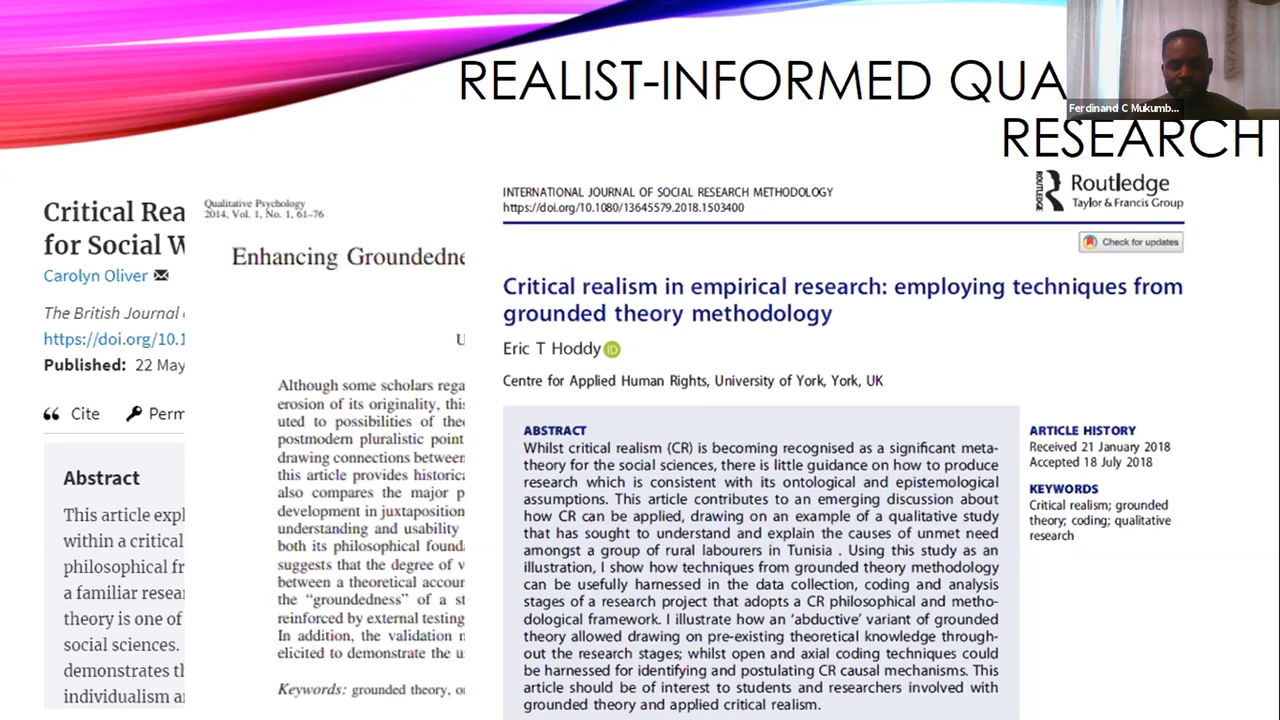 REALIST-INFORMED QUA
RESEARCH
Ferdinand C Mukumb...
Critical Rea
for Social W
Carolyn Oliver
The British Journal
https://doi.org/10.1
Published: 22 May
Cite Perm
Abstract
This article expl
within a critical
philosophical fr
a familiar resear
theory is one of
social sciences.
demonstrates th
individualism an
Qualitative Psychology
2014, Vol. 1, No. 1, 61–76
Enhancing Groundedne
U
Although some scholars rega
erosion of its originality, this
uted to possibilities of theo
postmodern pluralistic point
drawing connections between
this article provides historica
also compares the major p
development in juxtaposition
understanding and usability
both its philosophical found
suggests that the degree of v
between a theoretical accoun
the “groundedness” of a st
reinforced by external testing
In addition, the validation n
elicited to demonstrate the u
Keywords: grounded theory, o
INTERNATIONAL JOURNAL OF SOCIAL RESEARCH METHODOLOGY
https://doi.org/10.1080/13645579.2018.1503400
ROUTLEDGE
Routledge
Taylor & Francis Group
Check for updates
Critical realism in empirical research: employing techniques from
grounded theory methodology
Eric T Hoddy iD
Centre for Applied Human Rights, University of York, York, UK
ABSTRACT
Whilst critical realism (CR) is becoming recognised as a significant meta-
theory for the social sciences, there is little guidance on how to produce
research which is consistent with its ontological and epistemological
assumptions. This article contributes to an emerging discussion about
how CR can be applied, drawing on an example of a qualitative study
that has sought to understand and explain the causes of unmet need
amongst a group of rural labourers in Tunisia . Using this study as an
illustration, I show how techniques from grounded theory methodology
can be usefully harnessed in the data collection, coding and analysis
stages of a research project that adopts a CR philosophical and metho-
dological framework. I illustrate how an ‘abductive’ variant of grounded
theory allowed drawing on pre-existing theoretical knowledge through-
out the research stages; whilst open and axial coding techniques could
be harnessed for identifying and postulating CR causal mechanisms. This
article should be of interest to students and researchers involved with
grounded theory and applied critical realism.
ARTICLE HISTORY
Received 21 January 2018
Accepted 18 July 2018
KEYWORDS
Critical realism; grounded
theory; coding; qualitative
research